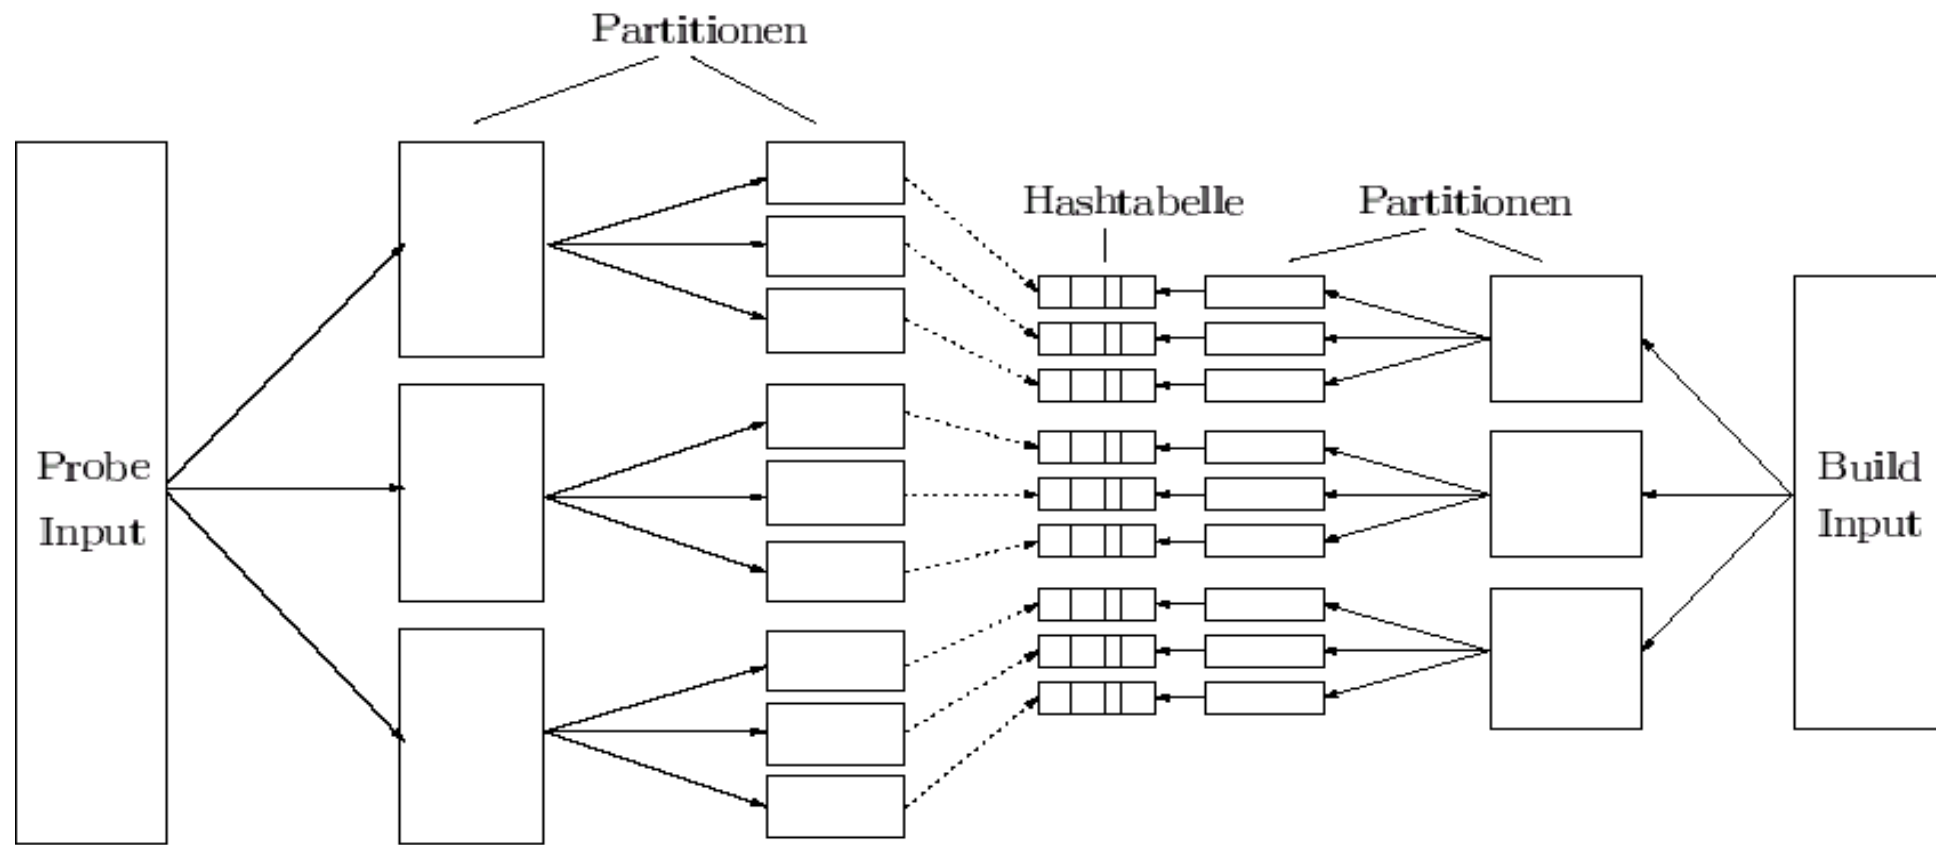 Partitionen
Hashtabelle
Partitionen
Probe
Input
Build
Input